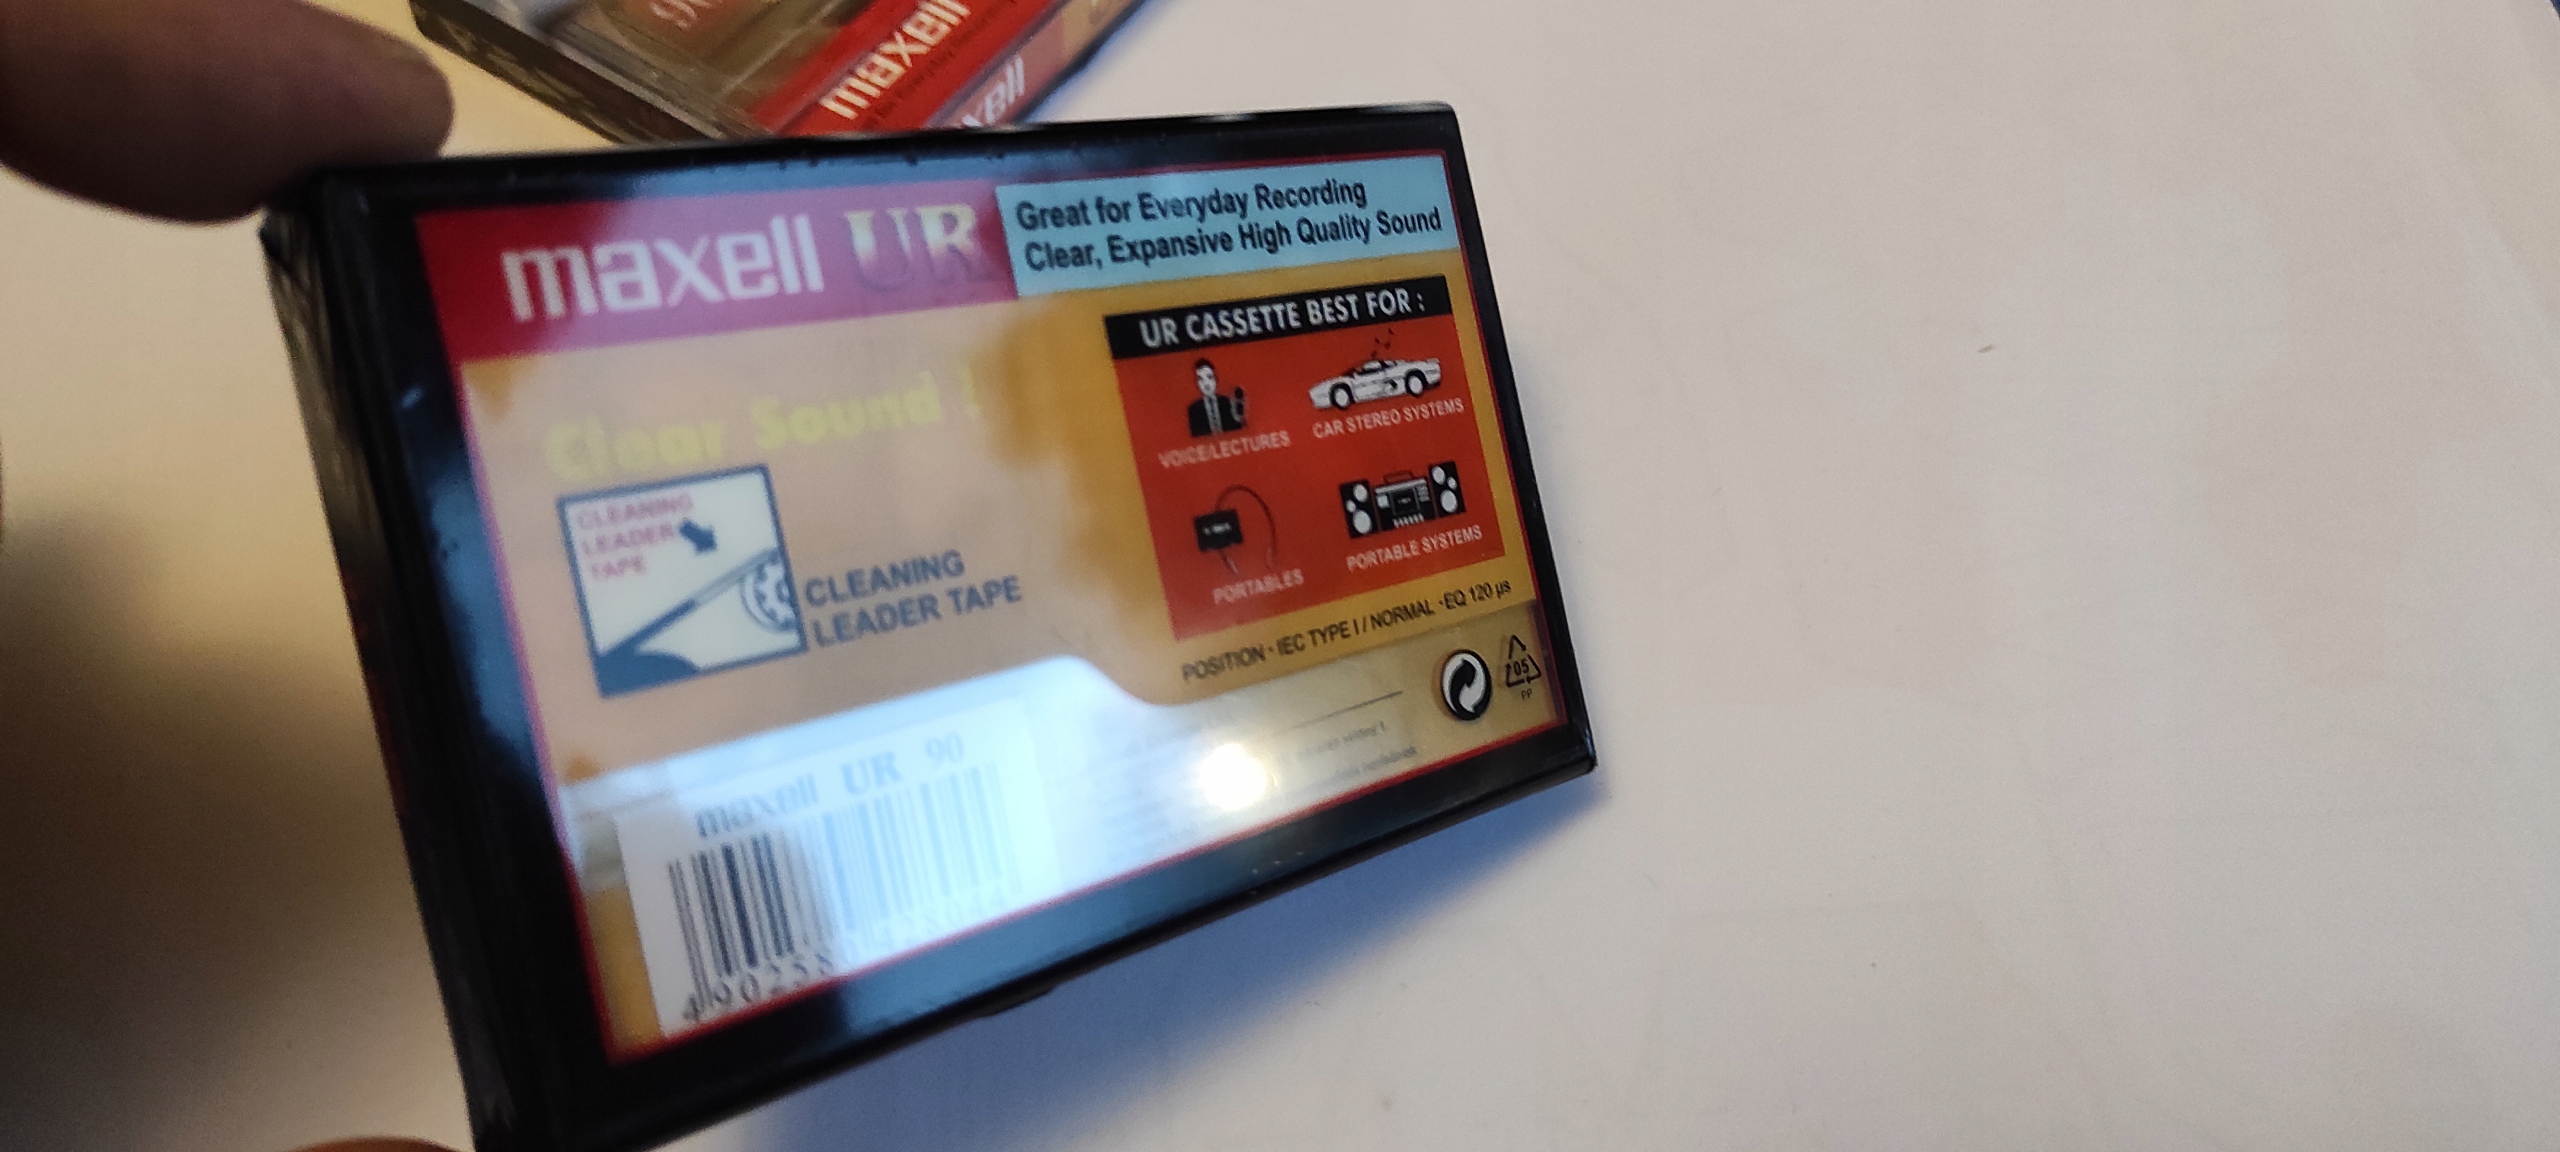 maxell
maxell UR
Great for Everyday Recording
Clear, Expansive High Quality Sound
Clear Sound !
CLEANING
LEADER
TAPE
CLEANING
LEADER TAPE
UR CASSETTE BEST FOR :
VOICE/LECTURES
CAR STEREO SYSTEMS
PORTABLES
PORTABLE SYSTEMS
POSITION · IEC TYPE I / NORMAL · EQ 120 µs
05
PP
maxell UR 90